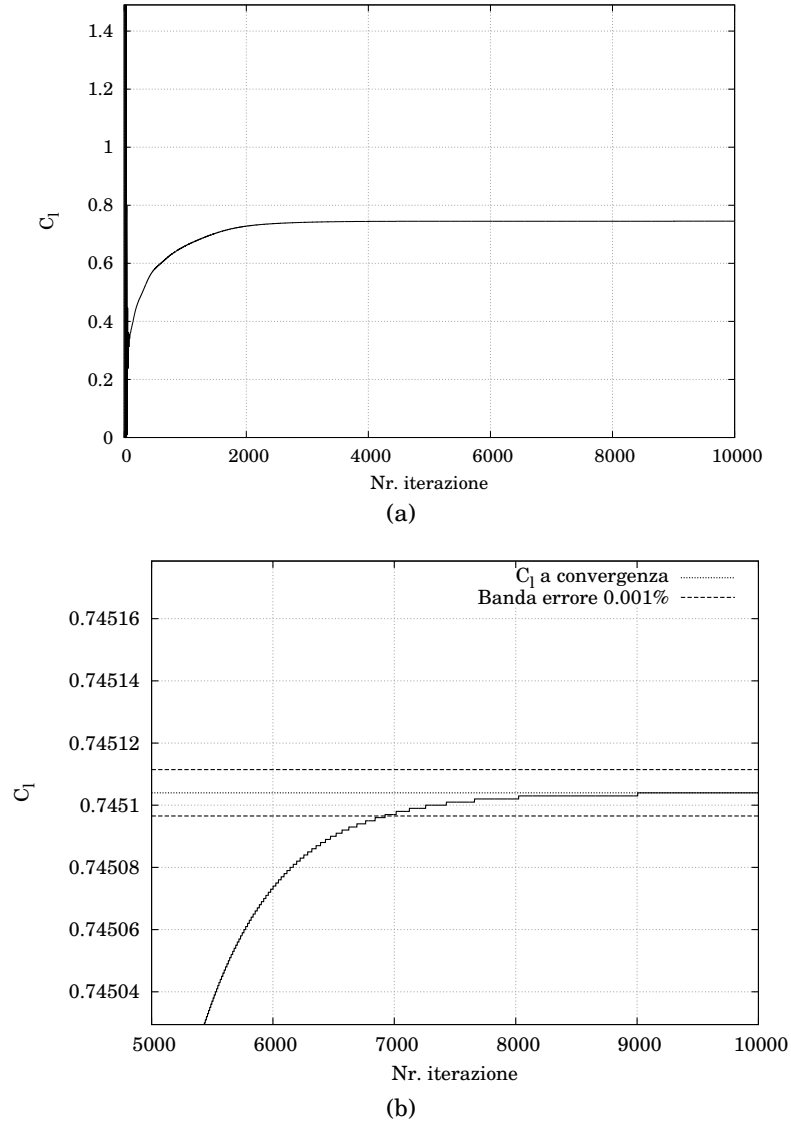 1.4
1.2
1
0.8
0.6
0.4
0.2
0
C_l
0 2000 4000 6000 8000 10000
Nr. iterazione
(a)
C_l a convergenza
Banda errore 0.001%
0.74516
0.74514
0.74512
0.7451
0.74508
0.74506
0.74504
C_l
5000 6000 7000 8000 9000 10000
Nr. iterazione
(b)